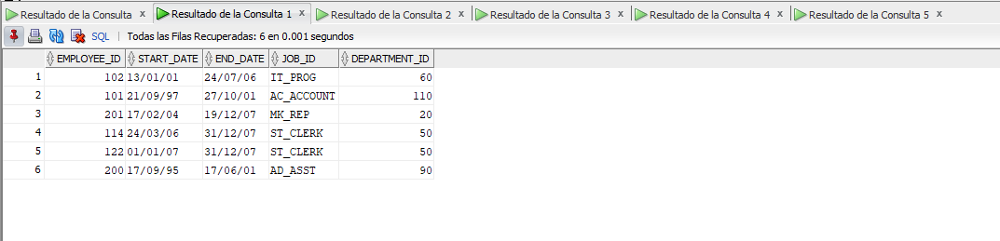 Resultado de la Consulta x Resultado de la Consulta 1 x Resultado de la Consulta 2 x Resultado de la Consulta 3 x Resultado de la Consulta 4 x Resultado de la Consulta 5 x
SQL | Todas las Filas Recuperadas: 6 en 0.001 segundos
EMPLOYEE_ID START_DATE END_DATE JOB_ID DEPARTMENT_ID
1 102 13/01/01 24/07/06 IT_PROG 60
2 101 21/09/97 27/10/01 AC_ACCOUNT 110
3 201 17/02/04 19/12/07 MK_REP 20
4 114 24/03/06 31/12/07 ST_CLERK 50
5 122 01/01/07 31/12/07 ST_CLERK 50
6 200 17/09/95 17/06/01 AD_ASST 90